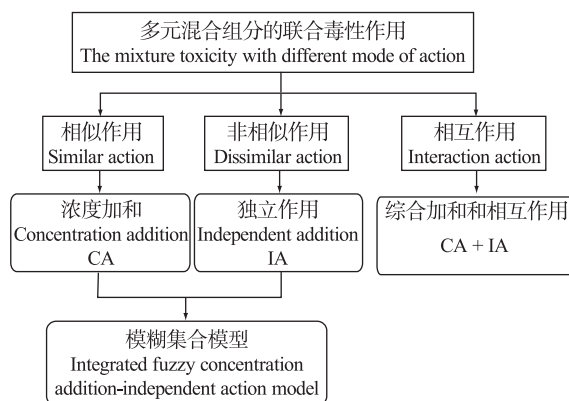 多元混合组分的联合毒性作用
The mixture toxicity with different mode of action
相似作用
Similar action
非相似作用
Dissimilar action
相互作用
Interaction action
浓度加和
Concentration addition
CA
独立作用
Independent addition
IA
综合加和和相互作用
CA + IA
模糊集合模型
Integrated fuzzy concentration
addition-independent action model